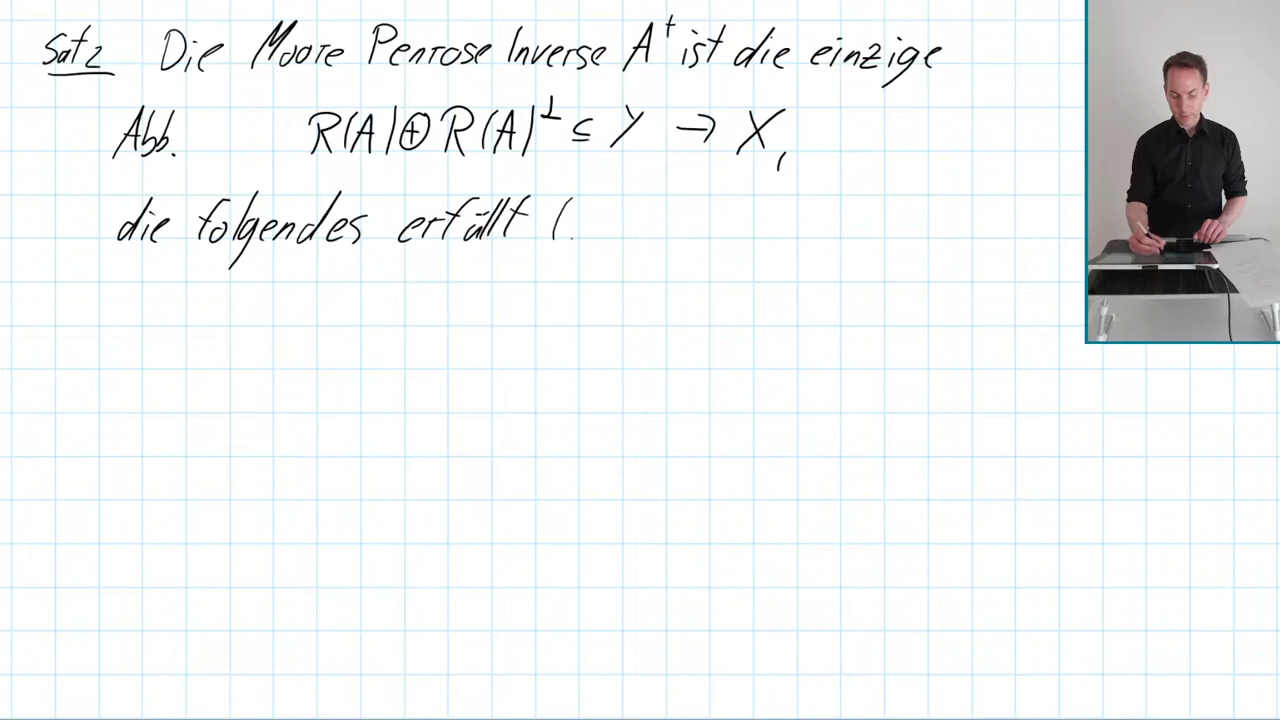 Satz Die Moore Penrose Inverse A† ist die einzige
Abb. R(A)⊕R(A)⊥ ⊆ Y → X,
die folgendes erfüllt (.